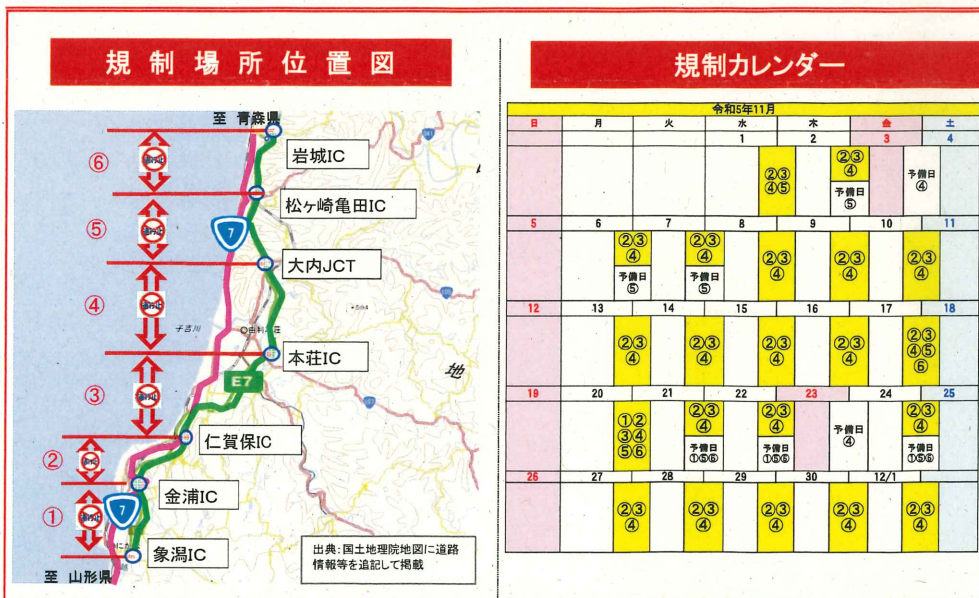 規制場所位置図
至 青森県
⑥
岩城IC
松ヶ崎亀田IC
⑤
7
大内JCT
④
子吉川
本荘IC
E7
地
③
仁賀保IC
②
金浦IC
①
7
象潟IC
至 山形県
出典:国土地理院地図に道路
情報等を追記して掲載
規制カレンダー
令和5年11月
日 月 火 水 木 金 土
1 2 3 4
②③
④⑤
②③
④
予備日
⑤
予備日
④
5 6 7 8 9 10 11
②③
④
予備日
⑤
②③
④
予備日
⑤
②③
④
②③
④
②③
④
12 13 14 15 16 17 18
②③
④
②③
④
②③
④
②③
④
②③
④⑤
⑥
19 20 21 22 23 24 25
①②
③④
⑤⑥
②③
④
予備日
①⑤⑥
②③
④
予備日
①⑤⑥
予備日
④
②③
④
予備日
①⑤⑥
26 27 28 29 30 12/1
②③
④
②③
④
②③
④
②③
④
②③
④